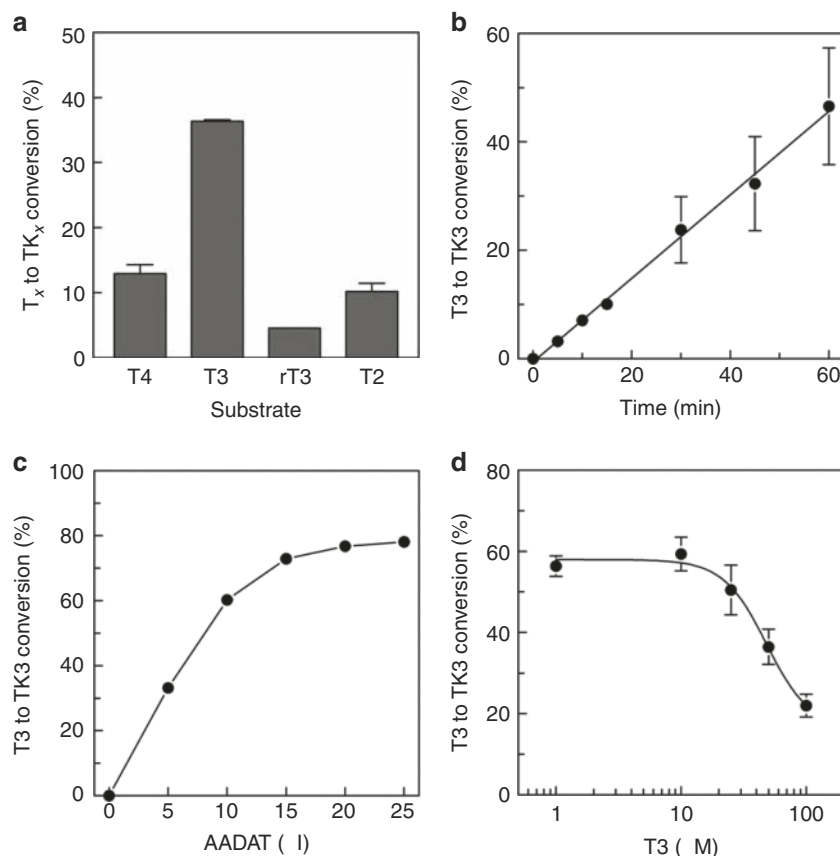 a
50
40
30
20
10
0
T_x to TK_x conversion (%)
T4 T3 rT3 T2
Substrate
b
60
40
20
0
T3 to TK3 conversion (%)
0 20 40 60
Time (min)
c
100
80
60
40
20
0
T3 to TK3 conversion (%)
0 5 10 15 20 25
AADAT ( l)
d
80
60
40
20
0
T3 to TK3 conversion (%)
1 10 100
T3 ( M)